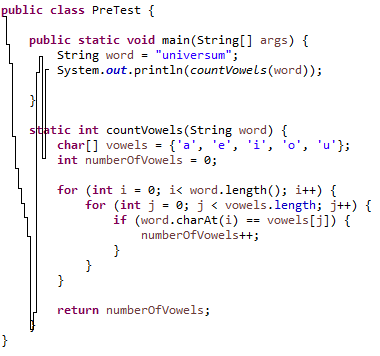 public class PreTest {
public static void main(String[] args) {
String word = "universum";
System.out.println(countVowels(word));
}
static int countVowels(String word) {
char[] vowels = {'a', 'e', 'i', 'o', 'u'};
int numberOfVowels = 0;
for (int i = 0; i< word.length(); i++) {
for (int j = 0; j < vowels.length; j++) {
if (word.charAt(i) == vowels[j]) {
numberOfVowels++;
}
}
}
return numberOfVowels;
}
}